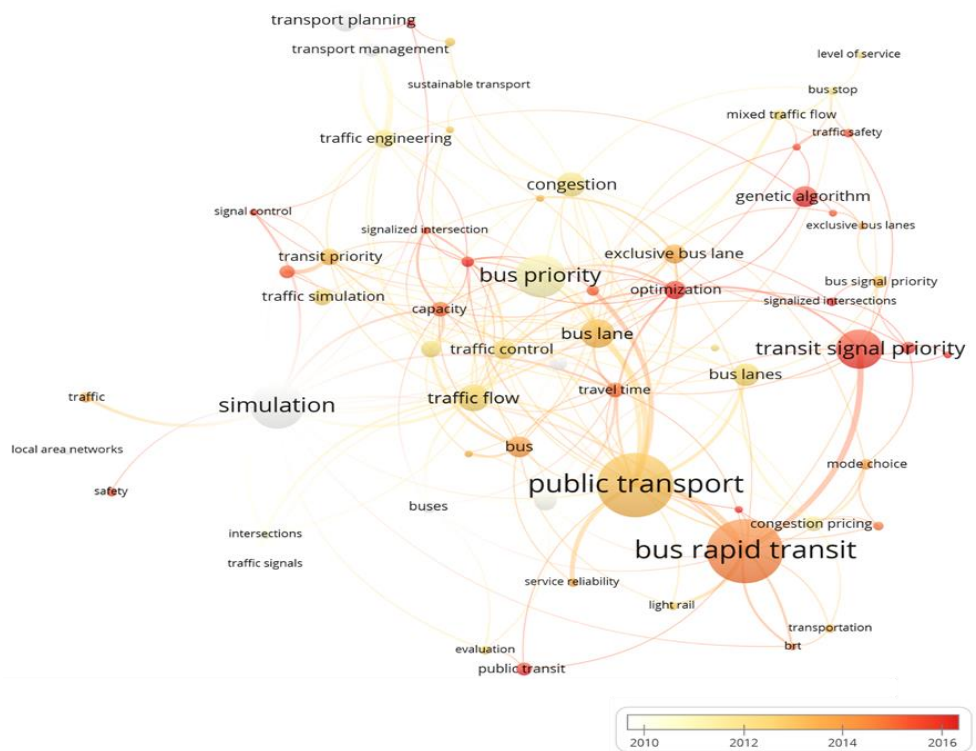 transport planning
transport management
level of service
sustainable transport
bus stop
mixed traffic flow
traffic safety
traffic engineering
congestion
genetic algorithm
signal control
exclusive bus lanes
signalized intersection
transit priority
exclusive bus lane
bus priority
bus signal priority
optimization
traffic simulation
signalized intersections
capacity
bus lane
traffic control
transit signal priority
bus lanes
travel time
traffic
traffic flow
simulation
bus
local area networks
mode choice
public transport
safety
buses
congestion pricing
intersections
bus rapid transit
traffic signals
service reliability
light rail
transportation
brt
evaluation
public transit
2010 2012 2014 2016